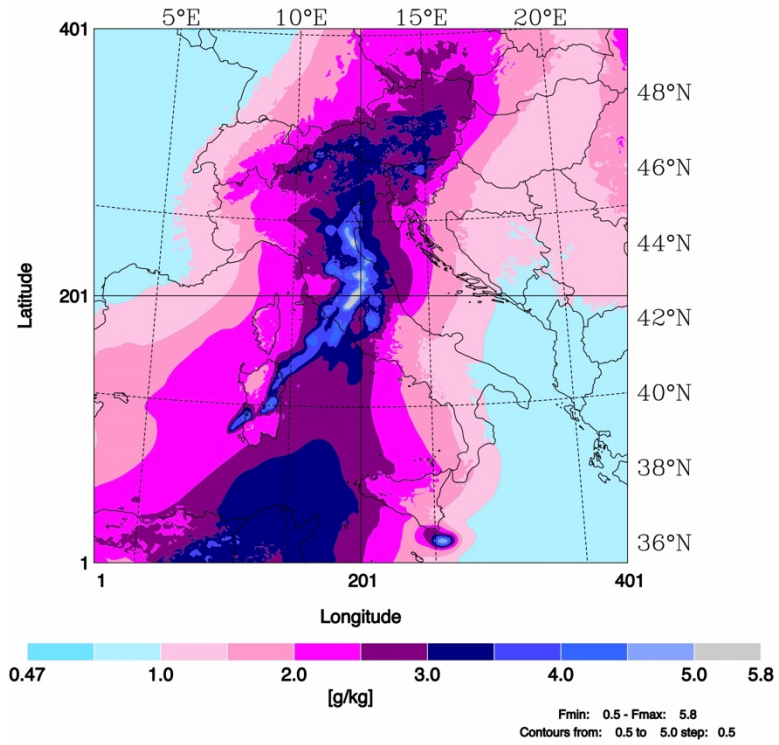 5°E 10°E 15°E 20°E
401
48°N
46°N
44°N
Latitude
201
42°N
40°N
38°N
36°N
1
1 201 401
Longitude
0.47 1.0 2.0 3.0 4.0 5.0 5.8
[g/kg]
Fmin: 0.5 - Fmax: 5.8
Contours from: 0.5 to 5.0 step: 0.5